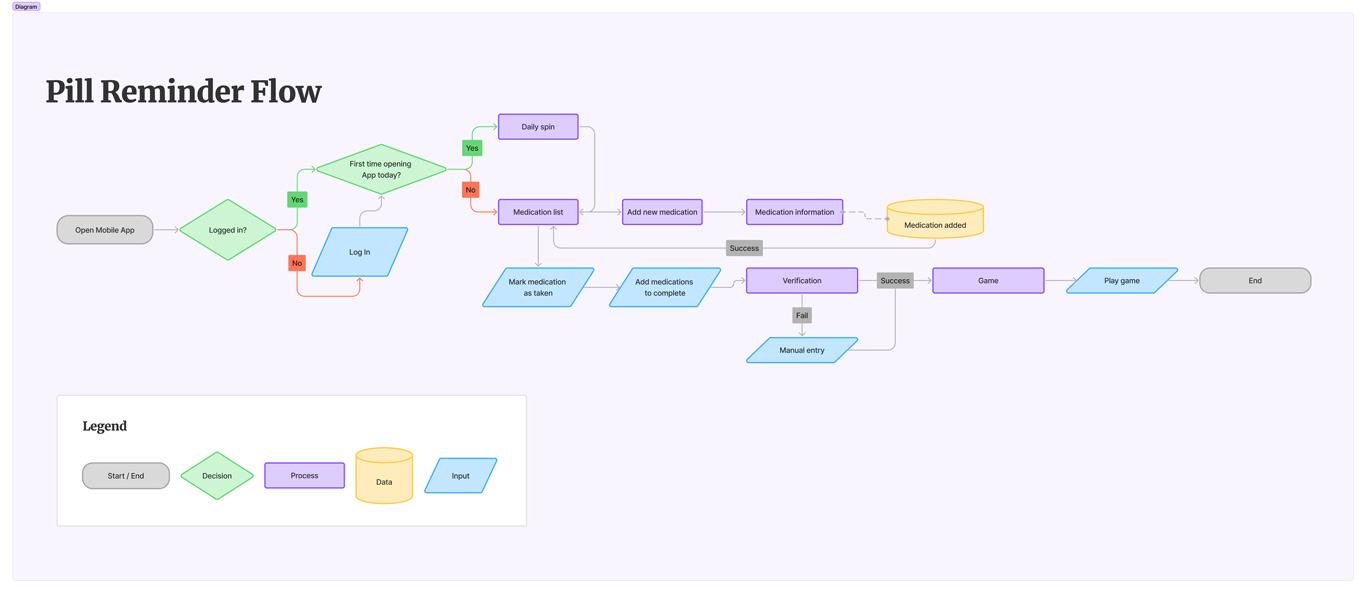 Diagram
Pill Reminder Flow
Daily spin
Yes
First time opening
App today?
No
Yes
Medication list
Add new medication
Medication information
Medication added
Open Mobile App
Logged in?
Success
Log In
No
Mark medication
as taken
Add medications
to complete
Verification
Success
Game
Play game
End
Fail
Manual entry
Legend
Start / End
Decision
Process
Data
Input